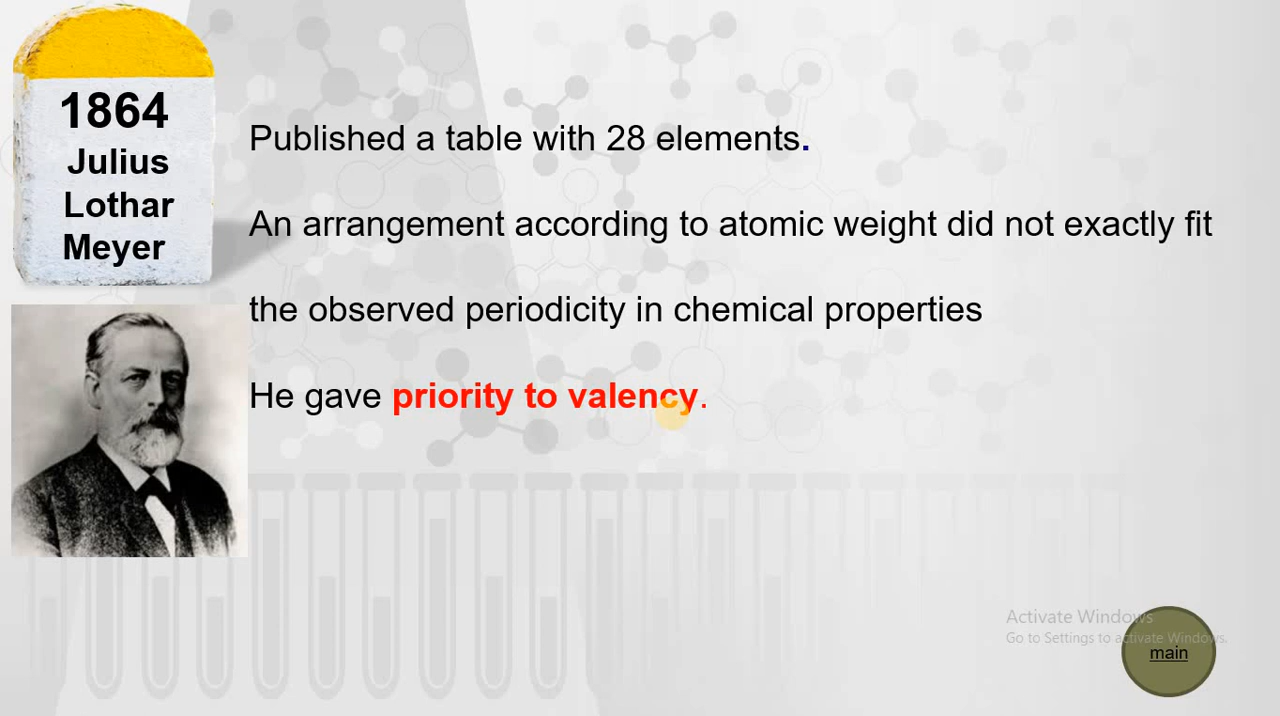 1864
Julius
Lothar
Meyer
Published a table with 28 elements.
An arrangement according to atomic weight did not exactly fit
the observed periodicity in chemical properties
He gave priority to valency.
Activate Windows
Go to Settings to activate Windows.
main